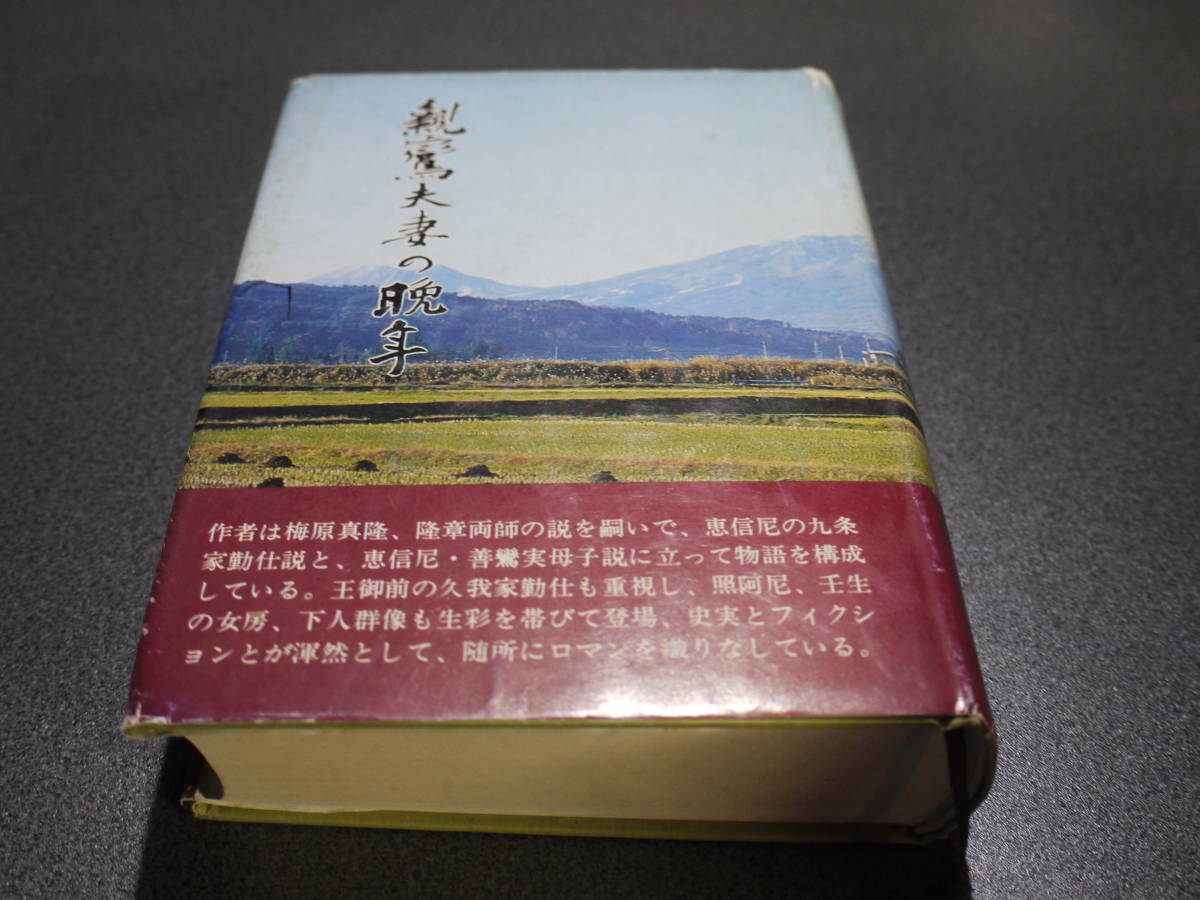 親鸞夫妻の晩年
作者は梅原真隆、隆章両師の説を嗣いで、恵信尼の九条
家勤仕説と、恵信尼・善鸞実母子説に立って物語を構成
している。王御前の久我家勤仕も重視し、照阿尼、壬生
の女房、下人群像も生彩を帯びて登場、史実とフィクシ
ョンとが渾然として、随所にロマンを織りなしている。